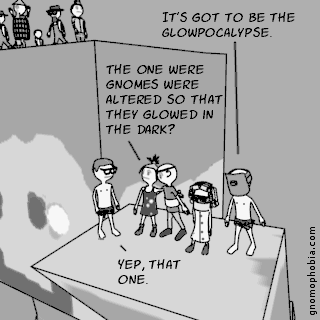 IT'S GOT TO BE THE
GLOWPOCALYPSE.
THE ONE WERE
GNOMES WERE
ALTERED SO THAT
THEY GLOWED IN
THE DARK?
YEP, THAT
ONE.
gnomophobia.com